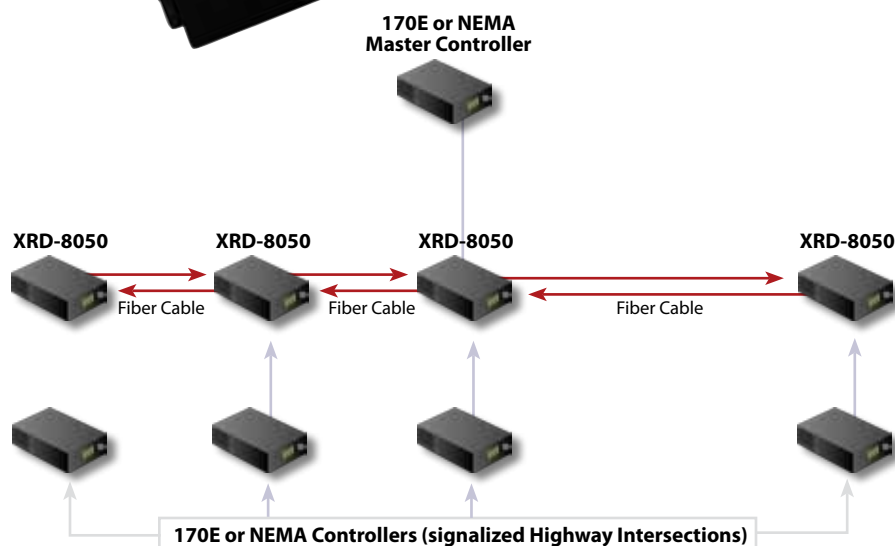 170E or NEMA
Master Controller
XRD-8050 XRD-8050 XRD-8050 XRD-8050
Fiber Cable Fiber Cable Fiber Cable
170E or NEMA Controllers (signalized Highway Intersections)